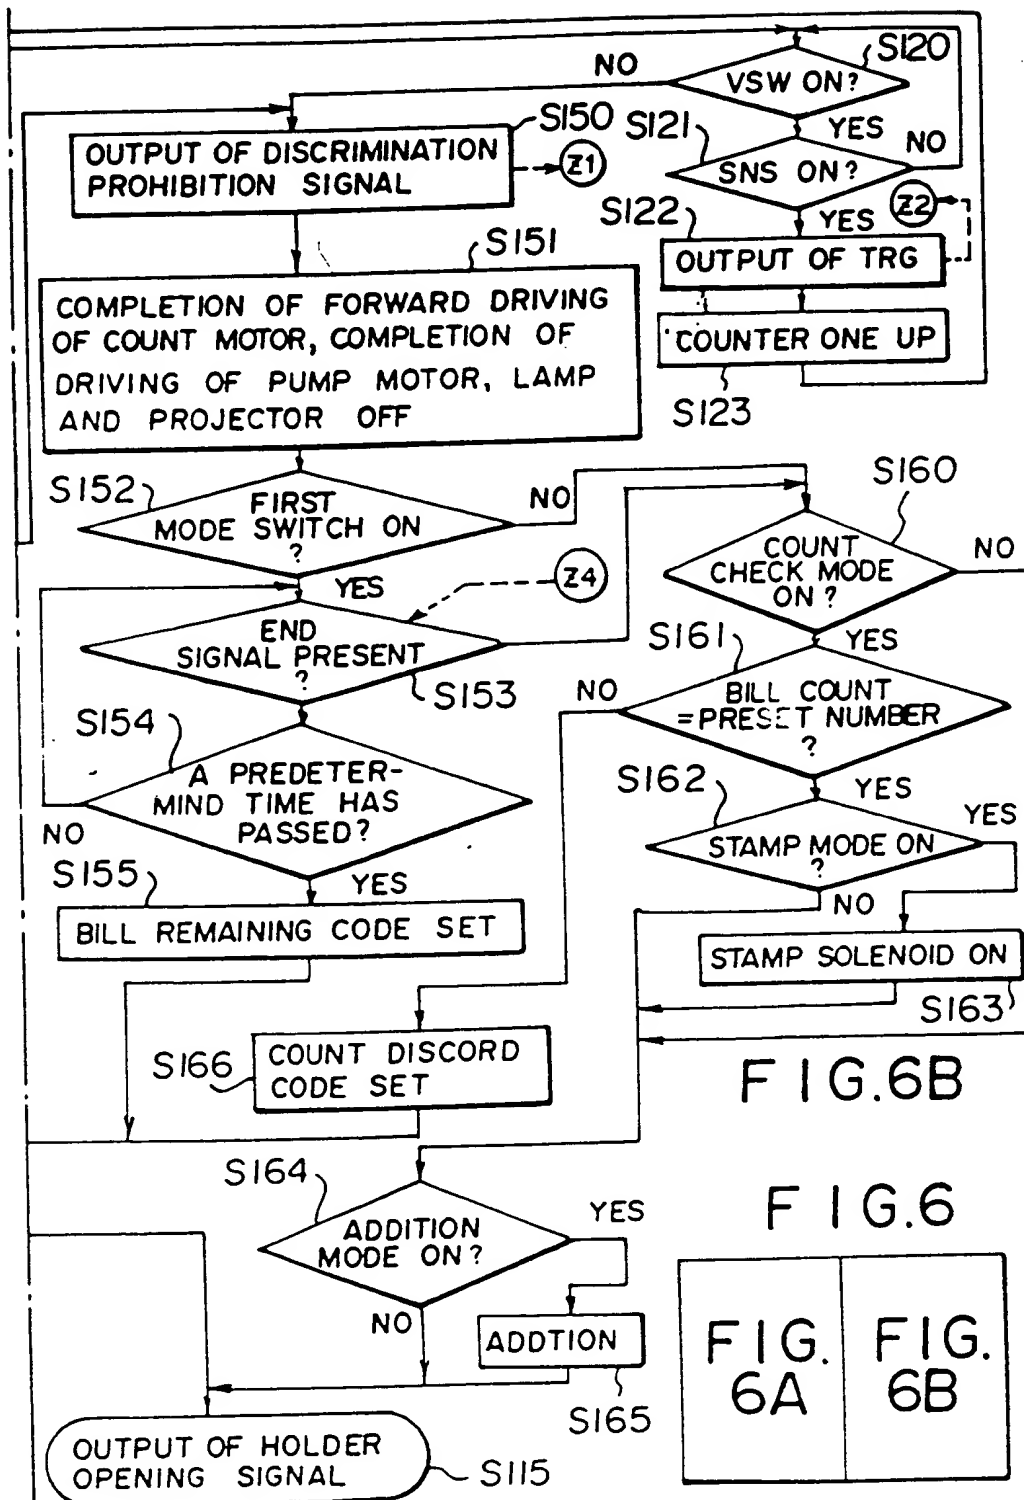 S120
NO
VSW ON?
YES
S150
S121
NO
OUTPUT OF DISCRIMINATION
PROHIBITION SIGNAL
Z1
SNS ON?
S122
YES
Z2
OUTPUT OF TRG
S151
COMPLETION OF FORWARD DRIVING
OF COUNT MOTOR, COMPLETION OF
DRIVING OF PUMP MOTOR, LAMP
AND PROJECTOR OFF
COUNTER ONE UP
S123
S152
FIRST
MODE SWITCH ON
?
NO
YES
S160
COUNT
CHECK MODE
ON?
NO
YES
Z4
END
SIGNAL PRESENT
?
S153
S161
NO
BILL COUNT
=PRESET NUMBER
?
YES
S154
A PREDETER-
MIND TIME HAS
PASSED?
NO
YES
S162
STAMP MODE ON
?
YES
NO
S155
BILL REMAINING CODE SET
STAMP SOLENOID ON
S163
S166
COUNT DISCORD
CODE SET
FIG.6B
S164
ADDITION
MODE ON?
YES
NO
ADDTION
S165
FIG.6
FIG.
6A
FIG.
6B
OUTPUT OF HOLDER
OPENING SIGNAL
S115